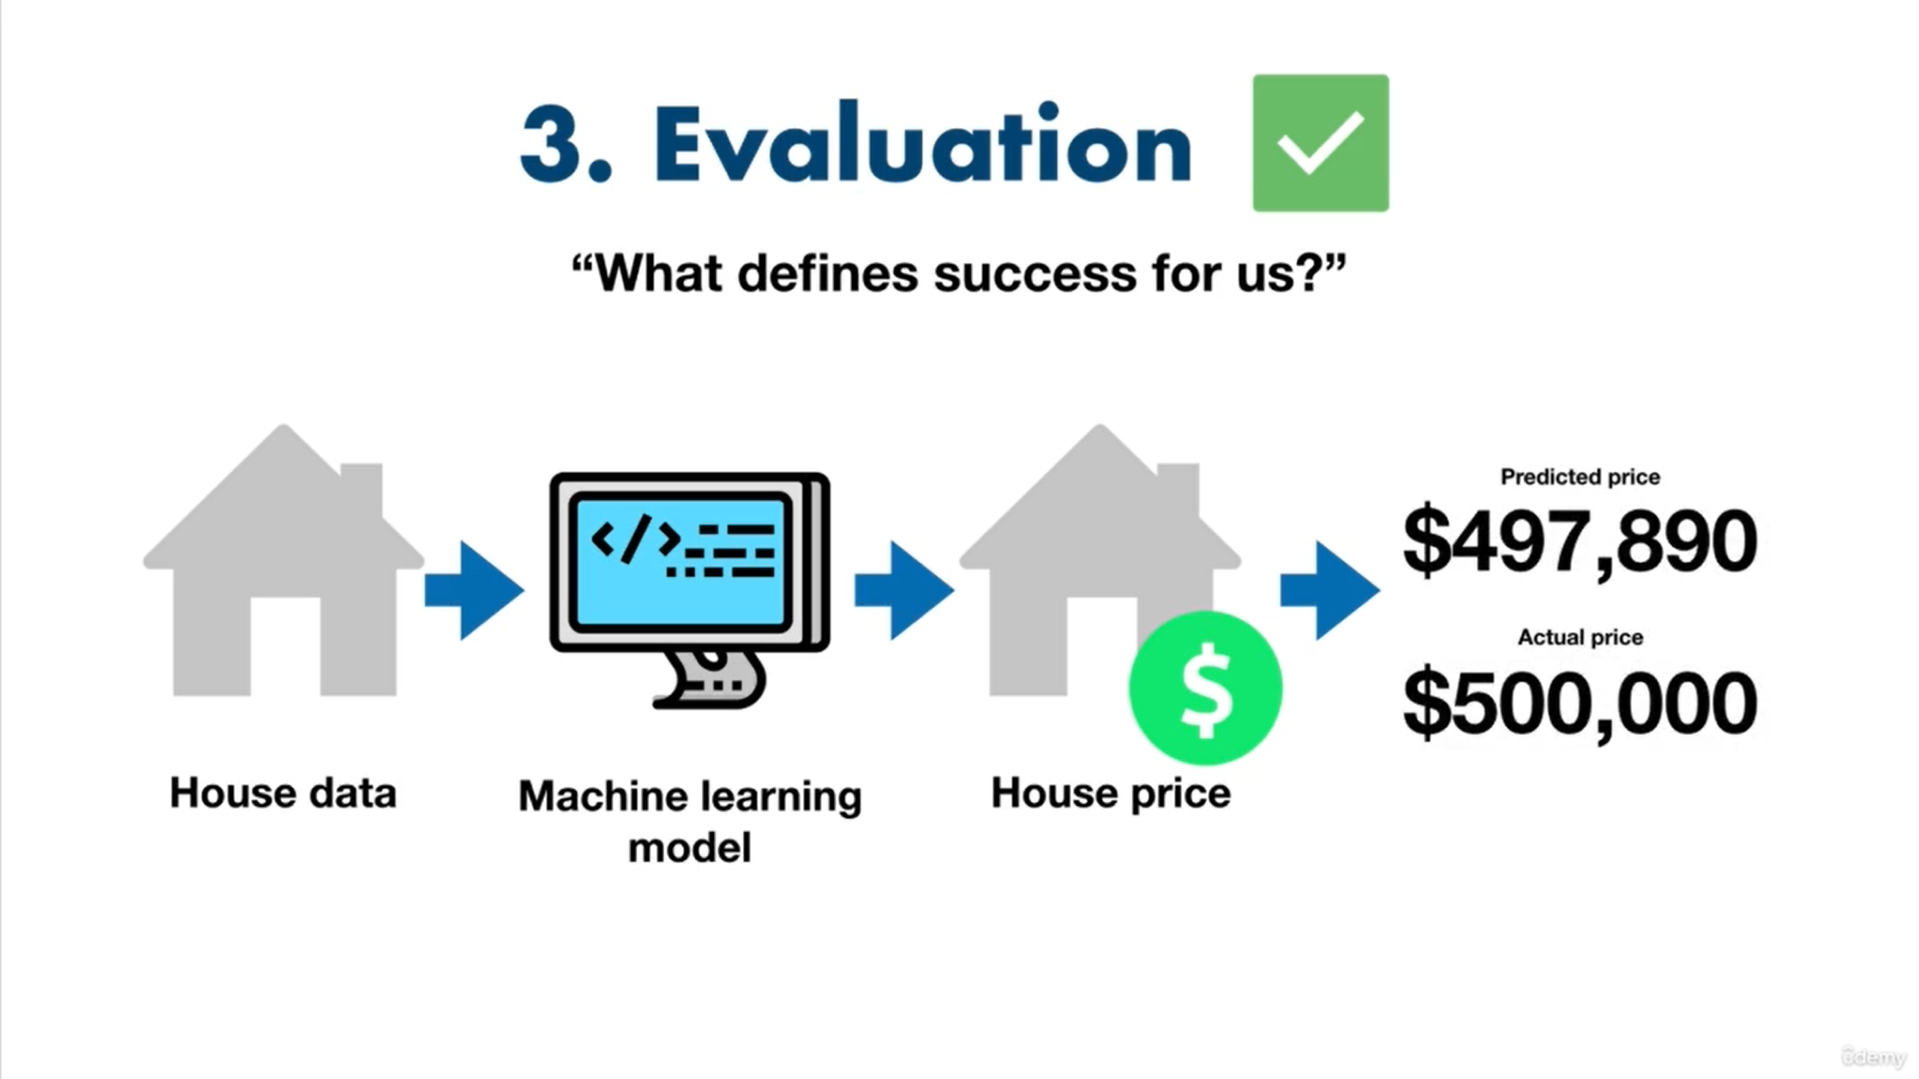 3. Evaluation
“What defines success for us?”
Predicted price
$497,890
Actual price
$500,000
</>
$
House data
Machine learning
model
House price
ûdemy